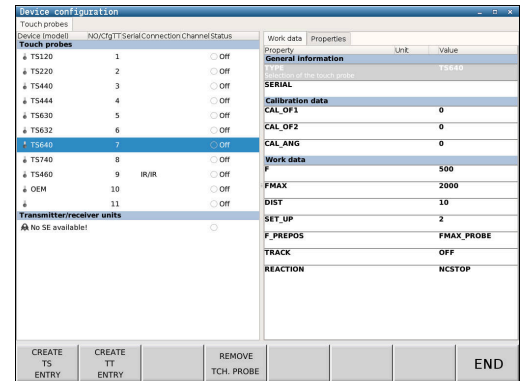 Device configuration
Touch probes
Device (model) NO/CfgTT Serial Connection Channel Status
Touch probes
TS120 1 Off
TS220 2 Off
TS440 3 Off
TS444 4 Off
TS630 5 Off
TS632 6 Off
TS640 7 Off
TS740 8 Off
TS460 9 IR/IR Off
OEM 10 Off
11 Off
Transmitter/receiver units
No SE available!
Work data Properties
Property Unit Value
General information
TYPE TS640
Selection of the touch probe
SERIAL
Calibration data
CAL_OF1 0
CAL_OF2 0
CAL_ANG 0
Work data
F 500
FMAX 2000
DIST 10
SET_UP 2
F_PREPOS FMAX_PROBE
TRACK OFF
REACTION NCSTOP
CREATE TS ENTRY
CREATE TT ENTRY
REMOVE TCH. PROBE
END